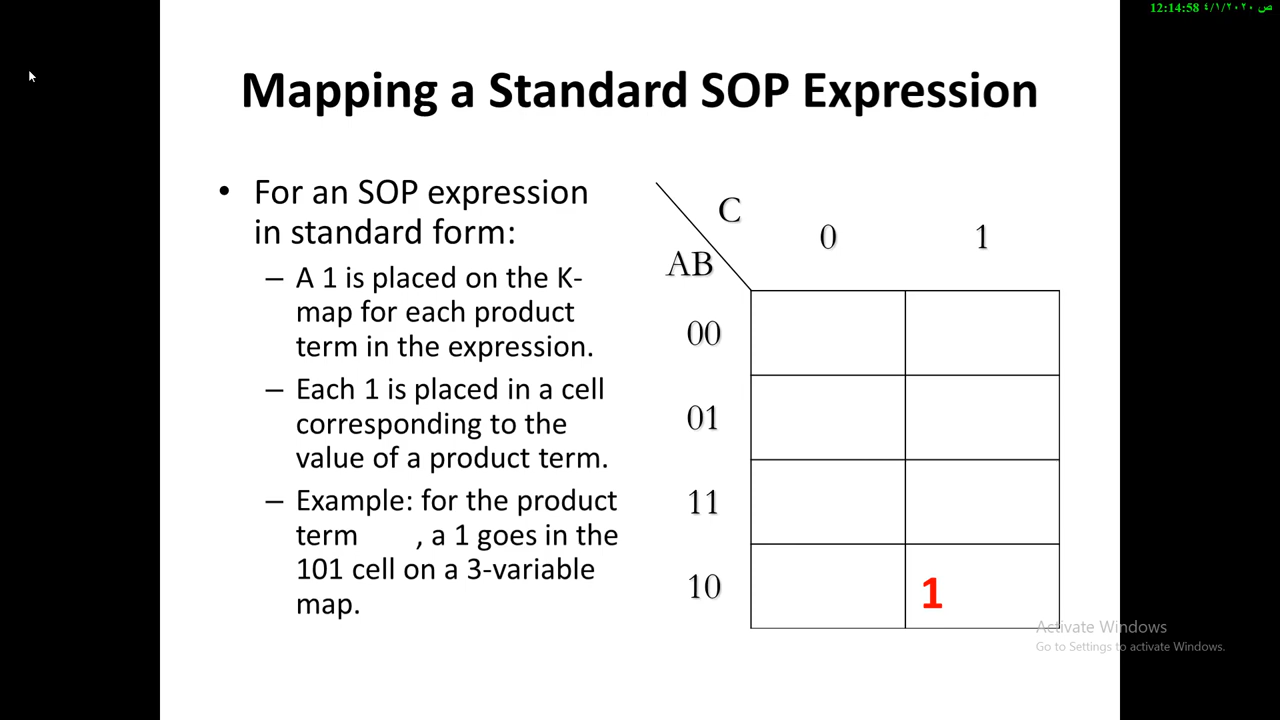 12:14:58 ص ٤/١/٢٠٢٠
Mapping a Standard SOP Expression
• For an SOP expression
in standard form:
– A 1 is placed on the K-
map for each product
term in the expression.
– Each 1 is placed in a cell
corresponding to the
value of a product term.
– Example: for the product
term , a 1 goes in the
101 cell on a 3-variable
map.
C
AB
0 1
00
01
11
10 1
Activate Windows
Go to Settings to activate Windows.